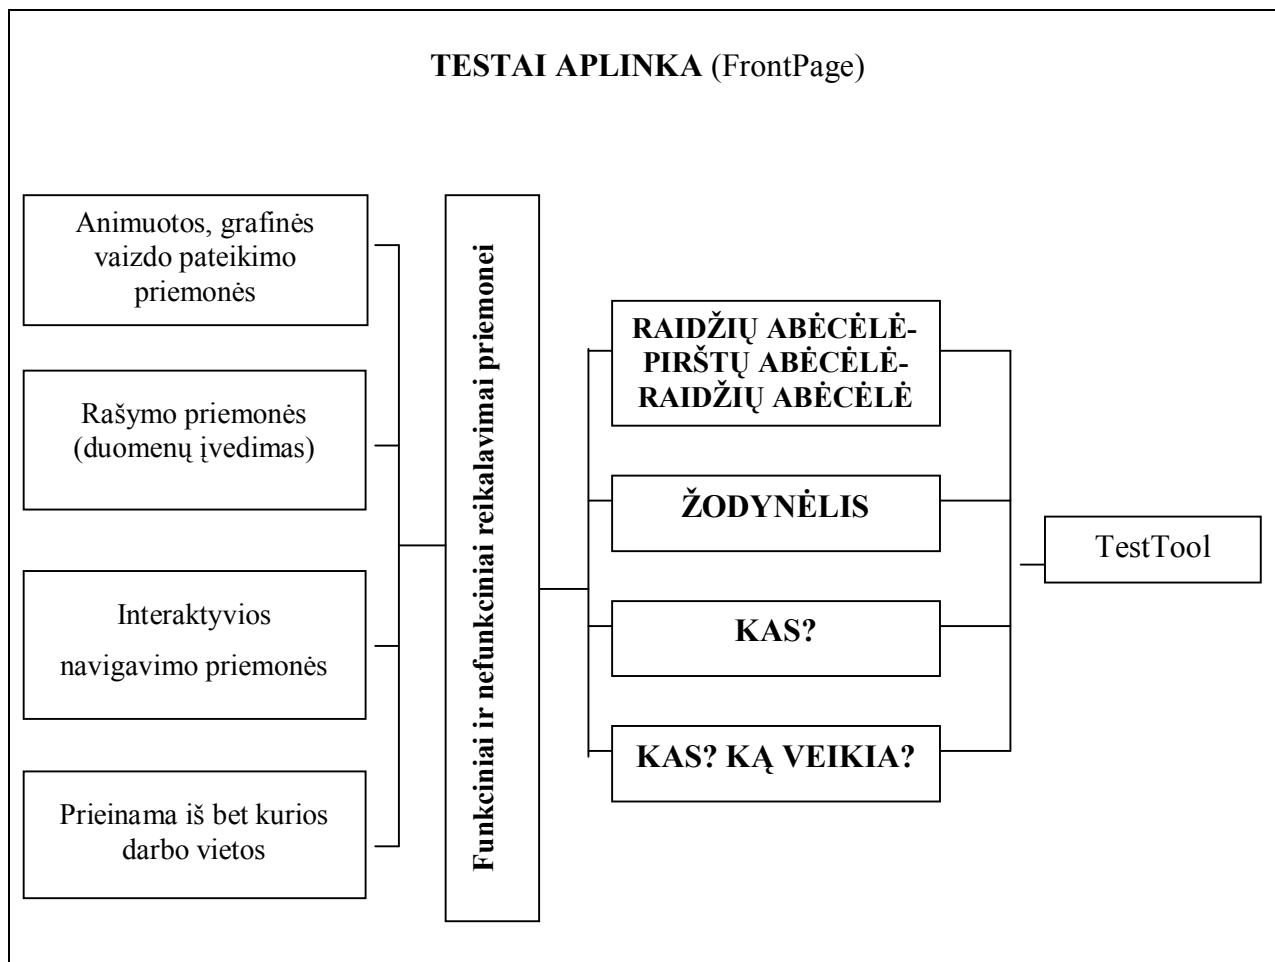 TESTAI APLINKA (FrontPage)
Animuotos, grafinės
vaizdo pateikimo
priemonės
Rašymo priemonės
(duomenų įvedimas)
Interaktyvios
navigavimo priemonės
Prieinama iš bet kurios
darbo vietos
Funkciniai ir nefunkciniai reikalavimai priemonei
RAIDŽIŲ ABĖCĖLĖ-
PIRŠTŲ ABĖCĖLĖ-
RAIDŽIŲ ABĖCĖLĖ
ŽODYNĖLIS
KAS?
KAS? KĄ VEIKIA?
TestTool